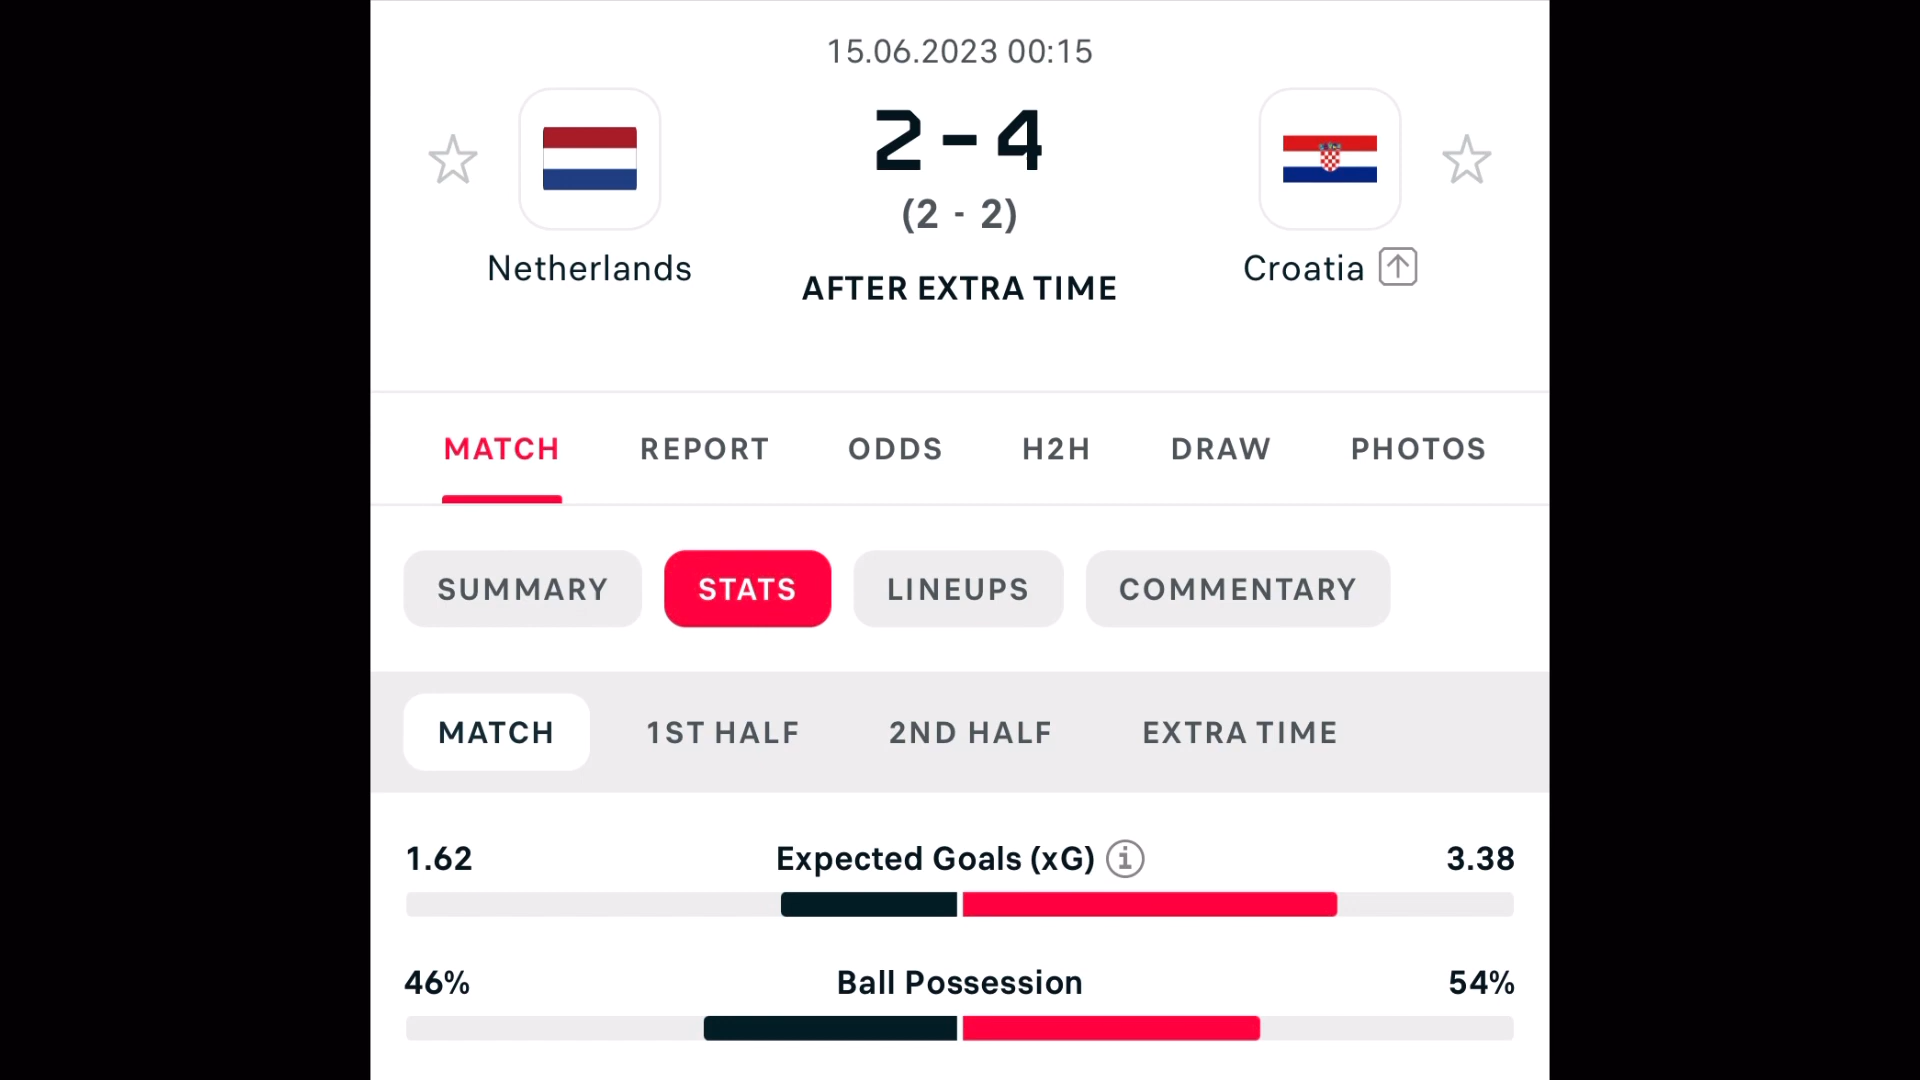 15.06.2023 00:15
2 - 4
(2 - 2)
Netherlands
Croatia
AFTER EXTRA TIME
MATCH REPORT ODDS H2H DRAW PHOTOS
SUMMARY STATS LINEUPS COMMENTARY
MATCH 1ST HALF 2ND HALF EXTRA TIME
1.62 Expected Goals (xG) 3.38
46% Ball Possession 54%